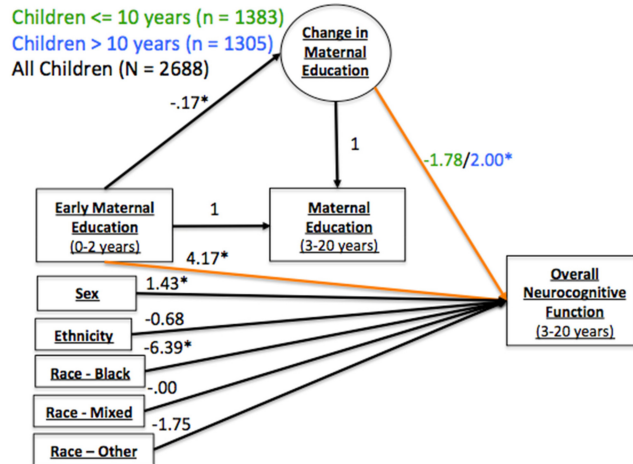 Children <= 10 years (n = 1383)
Children > 10 years (n = 1305)
All Children (N = 2688)
Change in
Maternal
Education
-.17*
1
-1.78/2.00*
Early Maternal
Education
(0-2 years)
1
Maternal
Education
(3-20 years)
4.17*
Sex
1.43*
Overall
Neurocognitive
Function
(3-20 years)
Ethnicity
-0.68
Race - Black
-6.39*
Race - Mixed
-.00
Race – Other
-1.75